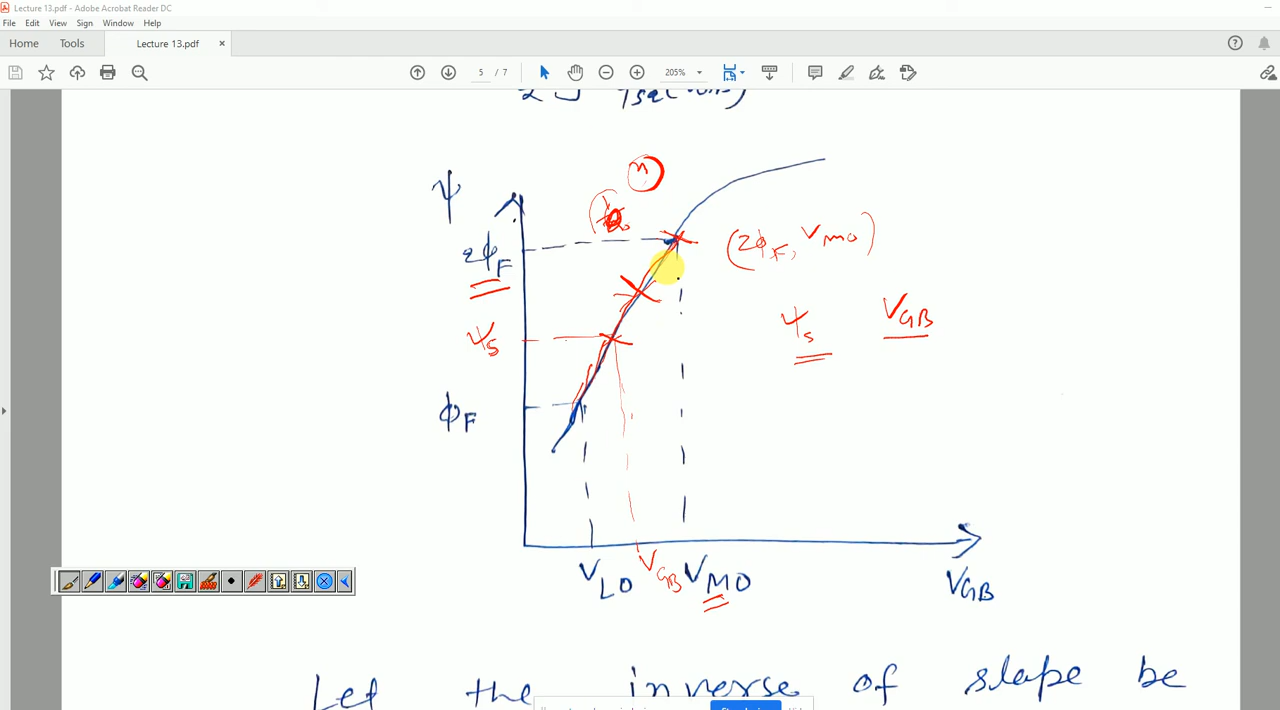 Lecture 13.pdf - Adobe Acrobat Reader DC
File Edit View Sign Window Help
Home Tools Lecture 13.pdf ×
5 / 7 205%
ψ
n
2ϕF
(2ϕF, VMO)
ψs VGB
ψs
ϕF
VLO VGB VMO VGB
Let the inverse of slope be